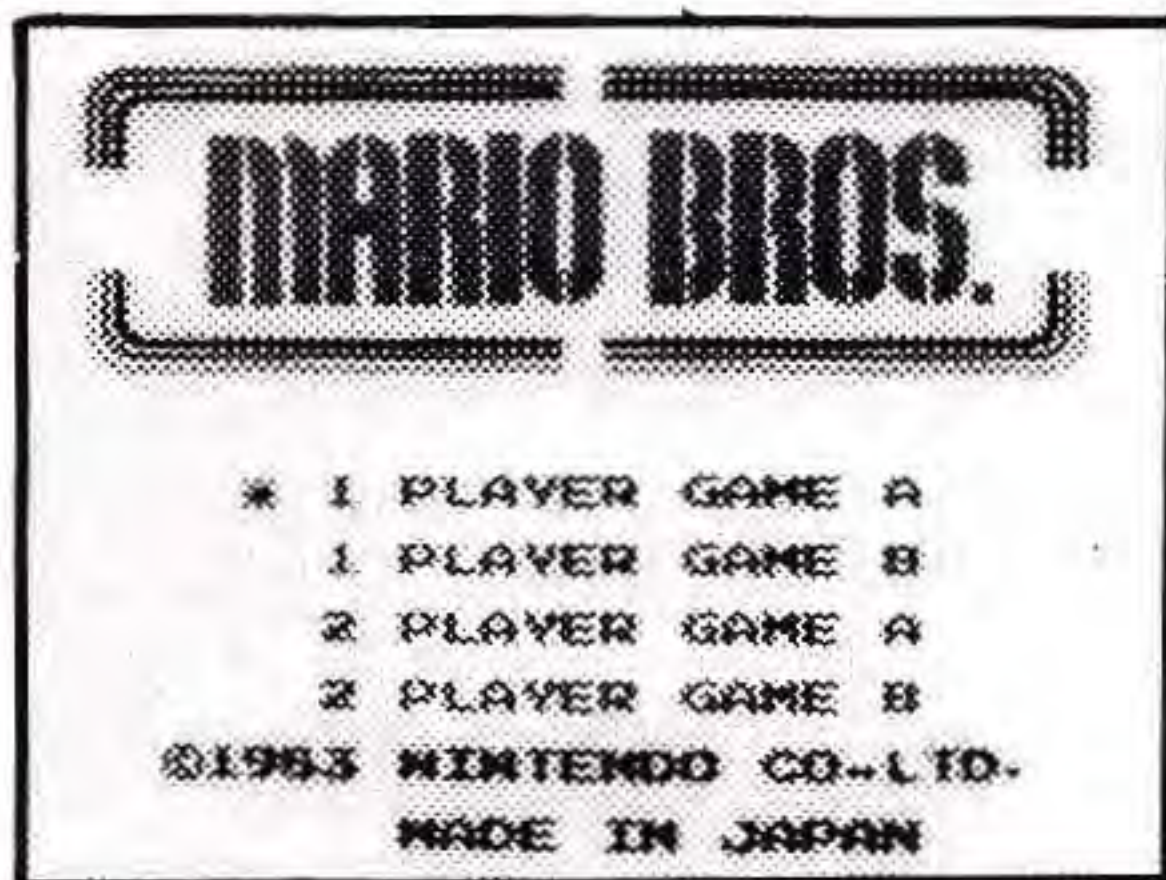 MARIO BROS.
* 1 PLAYER GAME A
1 PLAYER GAME B
2 PLAYER GAME A
2 PLAYER GAME B
©1983 NINTENDO CO.,LTD.
MADE IN JAPAN